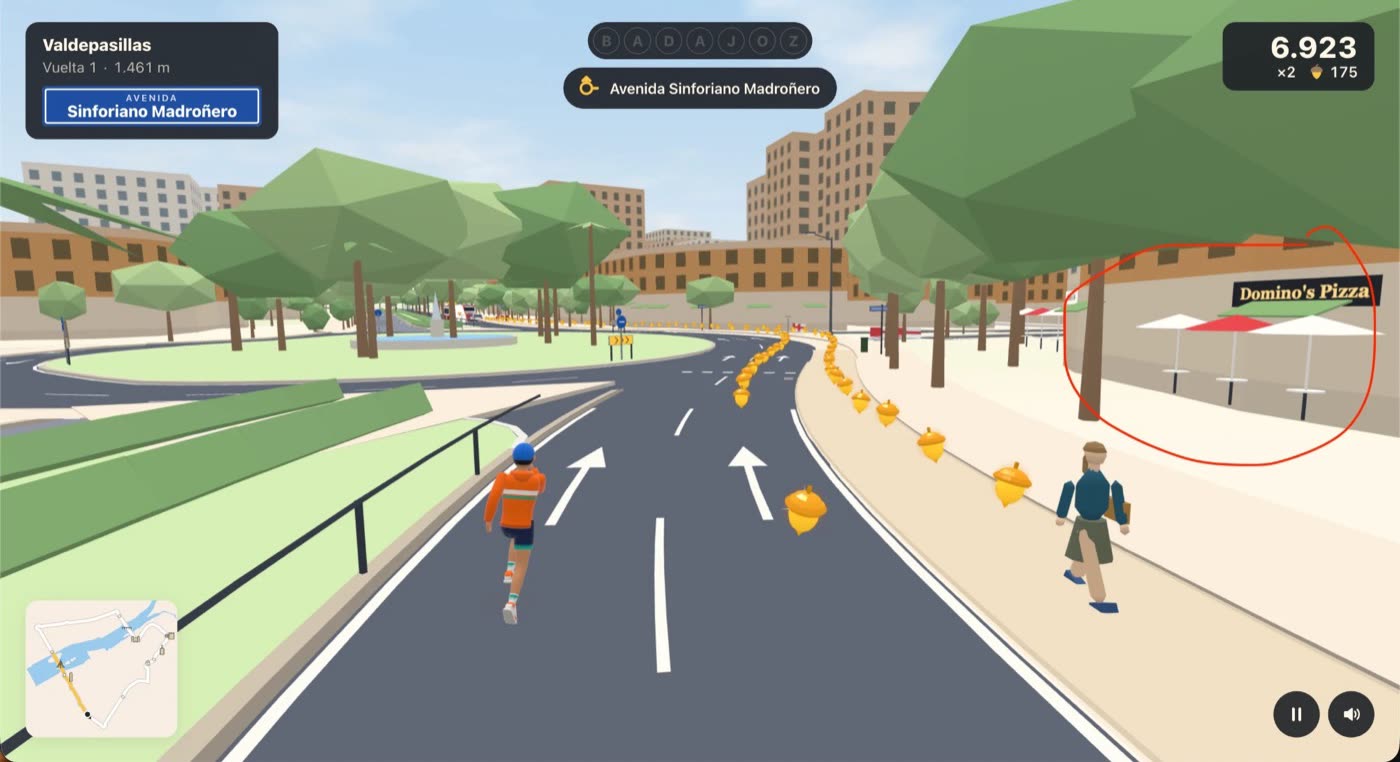 Valdepasillas
Vuelta 1 · 1.461 m
AVENIDA
Sinforiano Madroñero
B A D A J O Z
Avenida Sinforiano Madroñero
6.923
×2 175
Domino's Pizza